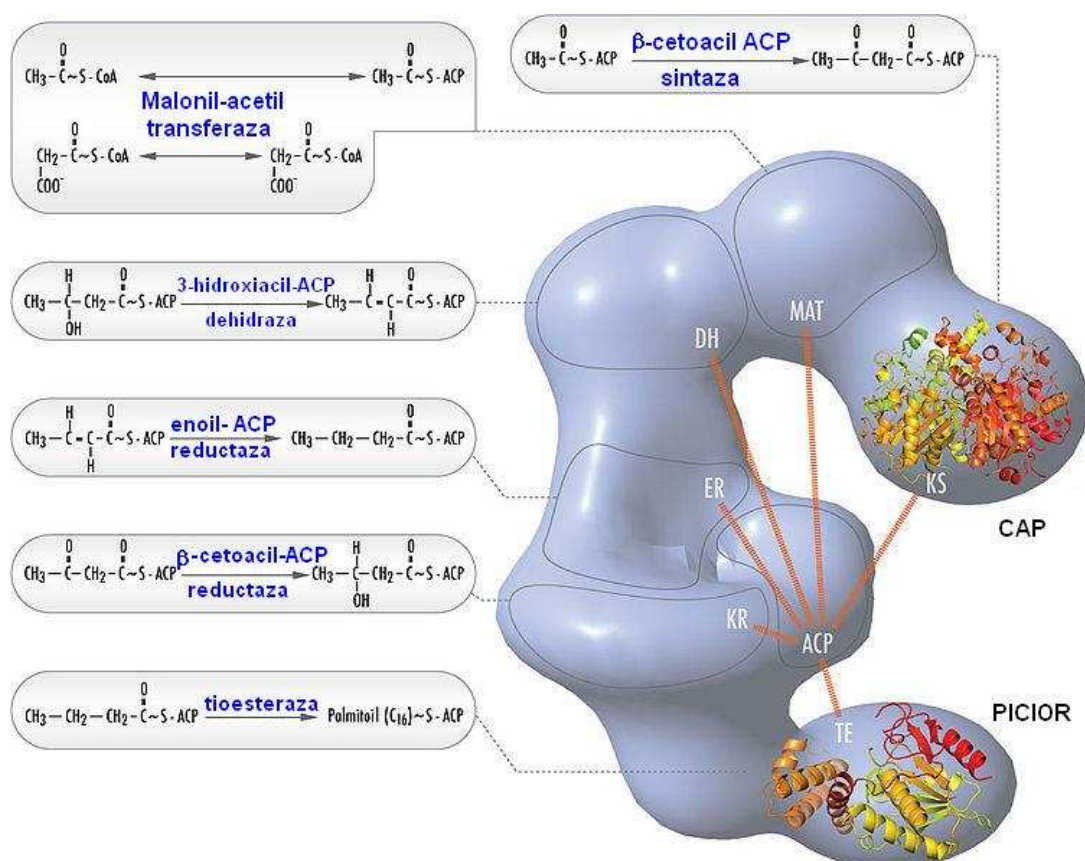 O
CH3-C~S-CoA
O
CH3-C~S-ACP
Malonil-acetil
transferaza
O
CH2-C~S-CoA
COO-
O
CH2-C~S-CoA
COO-
O
CH3-C~S-ACP
β-cetoacil ACP
sintaza
O O
CH3-C-CH2-C~S-ACP
H O
CH3-C-CH2-C~S-ACP
OH
3-hidroxiacil-ACP
dehidraza
H O
CH3-C=C-C~S-ACP
H
H O
CH3-C=C-C~S-ACP
H
enoil- ACP
reductaza
O
CH3-CH2-CH2-C~S-ACP
O O
CH3-C-CH2-C~S-ACP
β-cetoacil-ACP
reductaza
H O
CH3-C-CH2-C~S-ACP
OH
O
CH3-CH2-CH2-C~S-ACP
tioesteraza
Palmitoil (C16)~S-ACP
DH
MAT
KS
CAP
ER
KR
ACP
TE
PICIOR